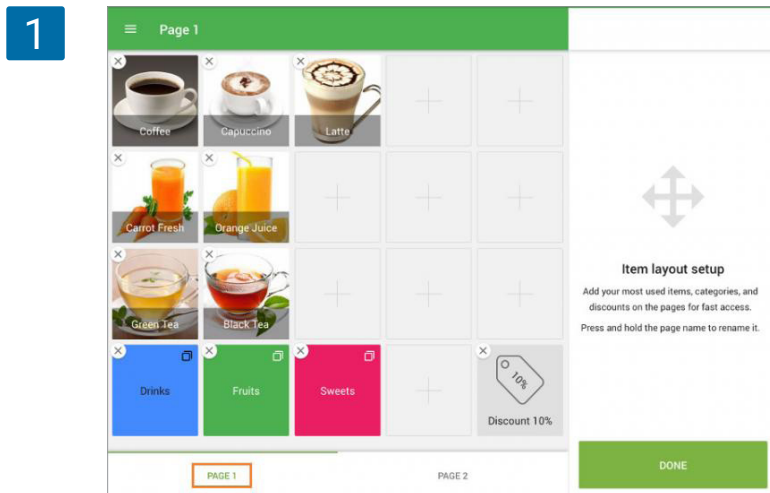 1
Page 1
Coffee
Capuccino
Latte
Carrot Fresh
Orange Juice
Green Tea
Black Tea
Drinks
Fruits
Sweets
10%
Discount 10%
PAGE 1
PAGE 2
Item layout setup
Add your most used items, categories, and
discounts on the pages for fast access.
Press and hold the page name to rename it.
DONE